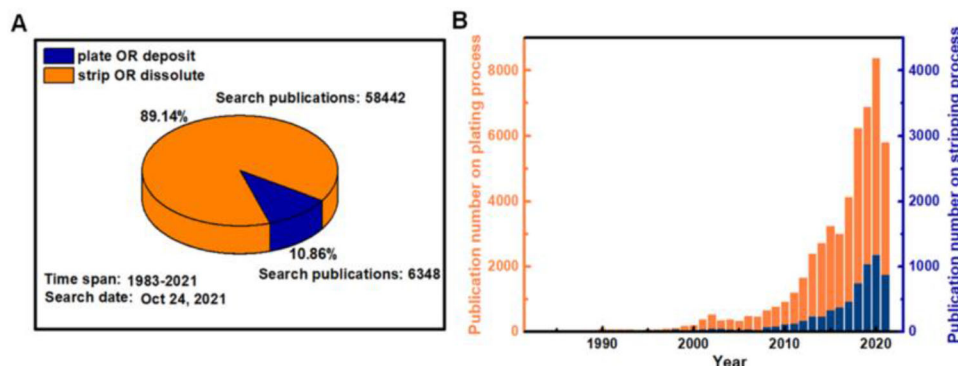 A
plate OR deposit
strip OR dissolute
Search publications: 58442
89.14%
10.86%
Search publications: 6348
Time span: 1983-2021
Search date: Oct 24, 2021
B
Publication number on plating process
8000
6000
4000
2000
0
1990
2000
2010
2020
Year
4000
3000
2000
1000
0
Publication number on stripping process